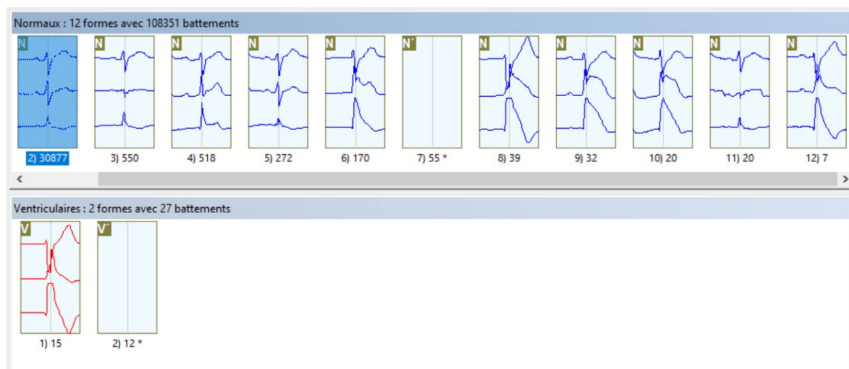 Normaux : 12 formes avec 108351 battements
N N N N N N* N N N N N
2) 30877 3) 550 4) 518 5) 272 6) 170 7) 55 * 8) 39 9) 32 10) 20 11) 20 12) 7
Ventriculaires : 2 formes avec 27 battements
V V*
1) 15 2) 12 *